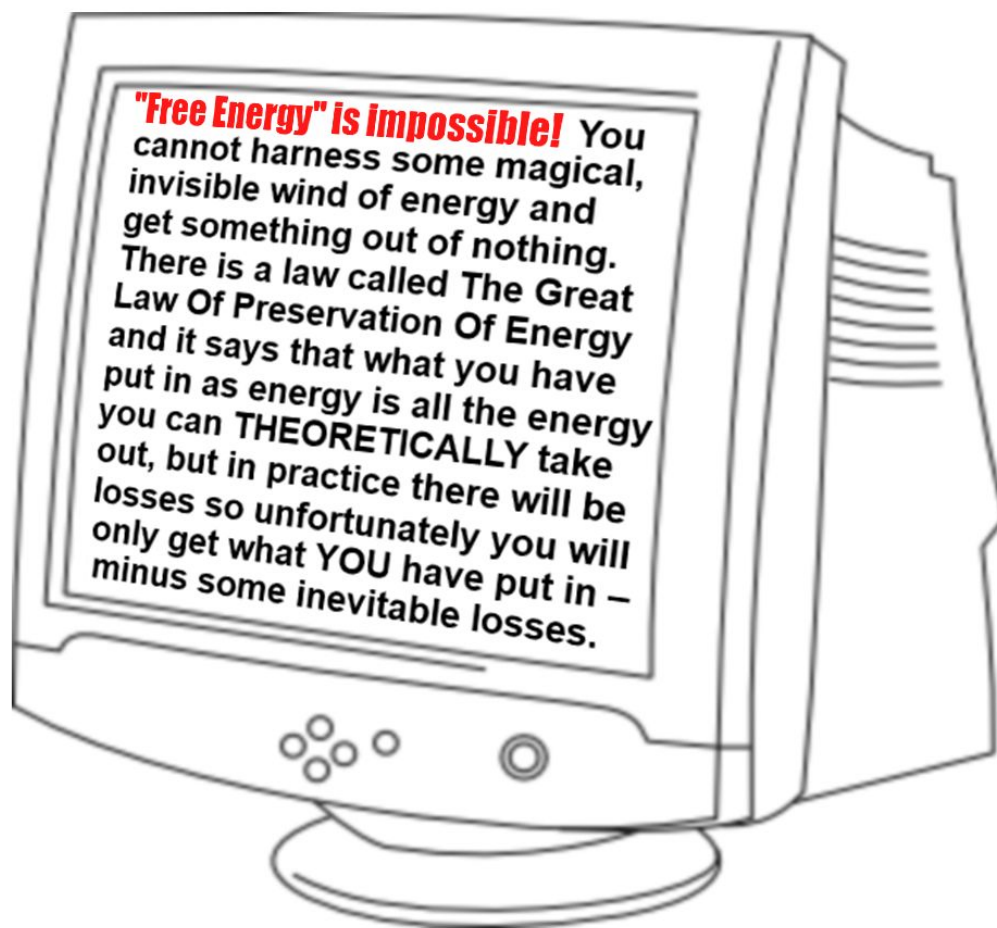 "Free Energy" is impossible! You
cannot harness some magical,
invisible wind of energy and
get something out of nothing.
There is a law called The Great
Law Of Preservation Of Energy
and it says that what you have
put in as energy is all the energy
you can THEORETICALLY take
out, but in practice there will be
losses so unfortunately you will
only get what YOU have put in –
minus some inevitable losses.